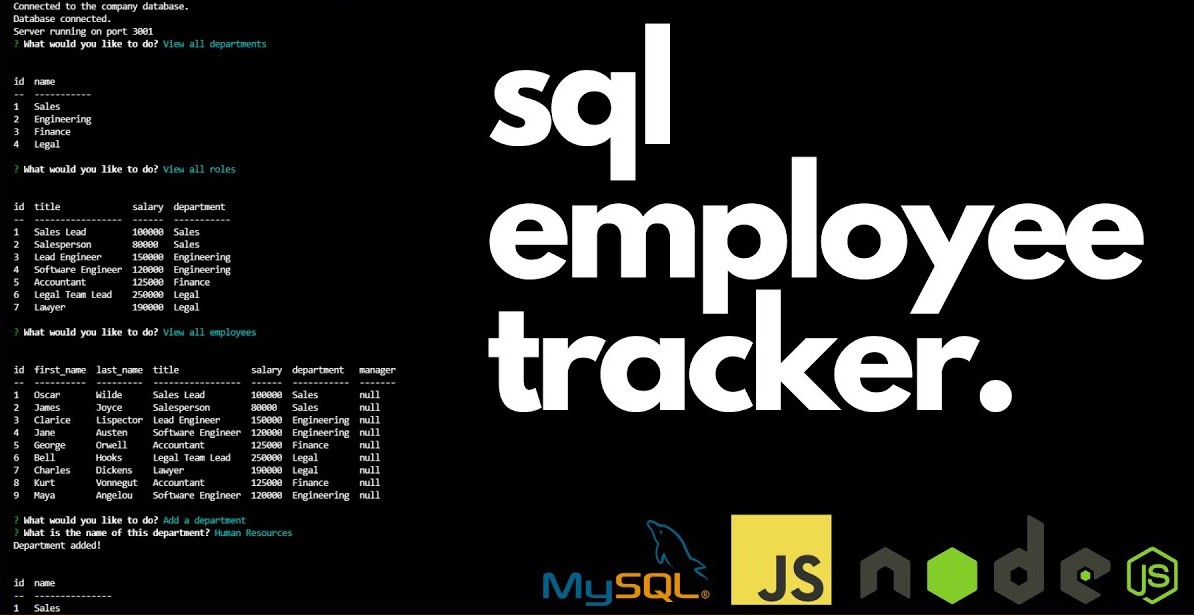 Connected to the company database.
Database connected.
Server running on port 3001
? What would you like to do? View all departments
id name
-- -----------
1 Sales
2 Engineering
3 Finance
4 Legal
? What would you like to do? View all roles
id title salary department
-- ----------------- ------ -----------
1 Sales Lead 100000 Sales
2 Salesperson 80000 Sales
3 Lead Engineer 150000 Engineering
4 Software Engineer 120000 Engineering
5 Accountant 125000 Finance
6 Legal Team Lead 250000 Legal
7 Lawyer 190000 Legal
? What would you like to do? View all employees
id first_name last_name title salary department manager
-- ---------- --------- ----------------- ------ ----------- -------
1 Oscar Wilde Sales Lead 100000 Sales null
2 James Joyce Salesperson 80000 Sales null
3 Clarice Lispector Lead Engineer 150000 Engineering null
4 Jane Austen Software Engineer 120000 Engineering null
5 George Orwell Accountant 125000 Finance null
6 Bell Hooks Legal Team Lead 250000 Legal null
7 Charles Dickens Lawyer 190000 Legal null
8 Kurt Vonnegut Accountant 125000 Finance null
9 Maya Angelou Software Engineer 120000 Engineering null
? What would you like to do? Add a department
? What is the name of this department? Human Resources
Department added!
id name
-- ---------------
1 Sales
sql
employee
tracker.
MySQL®
JS
node
JS